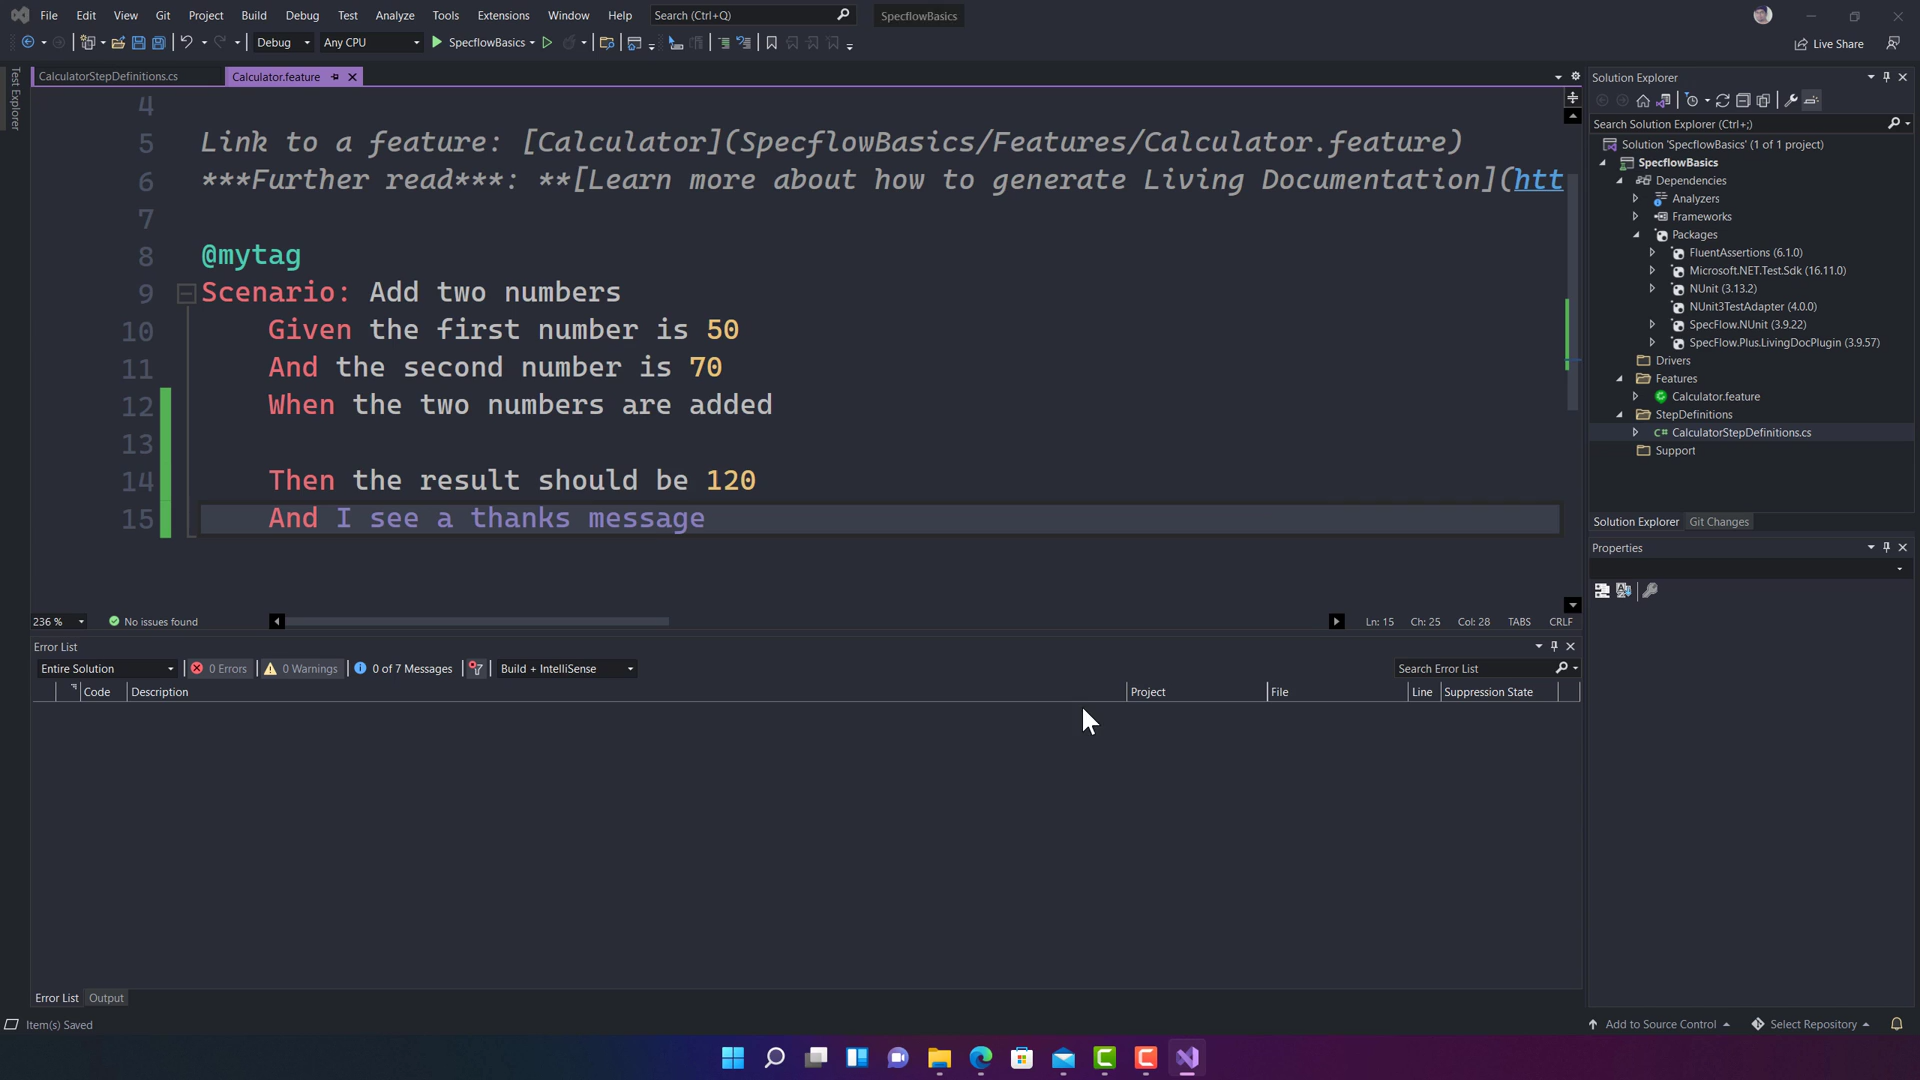 File Edit View Git Project Build Debug Test Analyze Tools Extensions Window Help Search (Ctrl+Q) SpecflowBasics
Debug Any CPU SpecflowBasics Live Share
Test Explorer
CalculatorStepDefinitions.cs Calculator.feature
4
5 Link to a feature: [Calculator](SpecflowBasics/Features/Calculator.feature)
6 ***Further read***: **[Learn more about how to generate Living Documentation](htt
7
8 @mytag
9 Scenario: Add two numbers
10 Given the first number is 50
11 And the second number is 70
12 When the two numbers are added
13
14 Then the result should be 120
15 And I see a thanks message
236 % No issues found Ln: 15 Ch: 25 Col: 28 TABS CRLF
Error List
Entire Solution 0 Errors 0 Warnings 0 of 7 Messages Build + IntelliSense Search Error List
Code Description Project File Line Suppression State
Error List Output
Item(s) Saved Add to Source Control Select Repository
Solution Explorer
Search Solution Explorer (Ctrl+;)
Solution 'SpecflowBasics' (1 of 1 project)
SpecflowBasics
Dependencies
Analyzers
Frameworks
Packages
FluentAssertions (6.1.0)
Microsoft.NET.Test.Sdk (16.11.0)
NUnit (3.13.2)
NUnit3TestAdapter (4.0.0)
SpecFlow.NUnit (3.9.22)
SpecFlow.Plus.LivingDocPlugin (3.9.57)
Drivers
Features
Calculator.feature
StepDefinitions
C# CalculatorStepDefinitions.cs
Support
Solution Explorer Git Changes
Properties